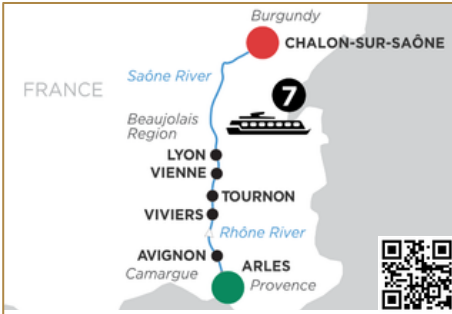 Burgundy
CHALON-SUR-SAÔNE
Saône River
FRANCE
7
Beaujolais
Region
LYON
VIENNE
TOURNON
VIVIERS
Rhône River
AVIGNON
ARLES
Camargue
Provence